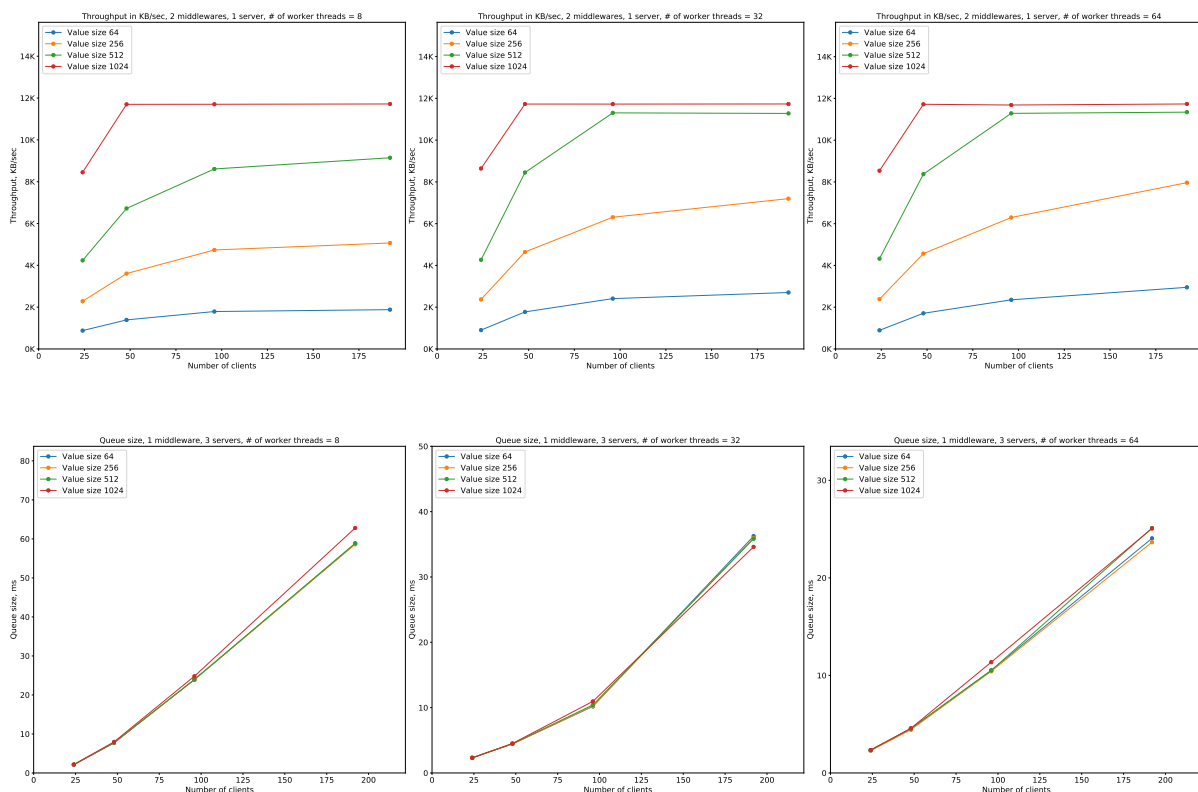 Throughput in KB/sec, 2 middlewares, 1 server, # of worker threads = 8
Value size 64
Value size 256
Value size 512
Value size 1024
14K
12K
10K
8K
6K
4K
2K
0K
Throughput, KB/sec
0 25 50 75 100 125 150 175
Number of clients
Throughput in KB/sec, 2 middlewares, 1 server, # of worker threads = 32
Value size 64
Value size 256
Value size 512
Value size 1024
14K
12K
10K
8K
6K
4K
2K
0K
Throughput, KB/sec
0 25 50 75 100 125 150 175
Number of clients
Throughput in KB/sec, 2 middlewares, 1 server, # of worker threads = 64
Value size 64
Value size 256
Value size 512
Value size 1024
14K
12K
10K
8K
6K
4K
2K
0K
Throughput, KB/sec
0 25 50 75 100 125 150 175
Number of clients
Queue size, 1 middleware, 3 servers, # of worker threads = 8
Value size 64
Value size 256
Value size 512
Value size 1024
80
70
60
50
40
30
20
10
0
Queue size, ms
0 25 50 75 100 125 150 175 200
Number of clients
Queue size, 1 middleware, 3 servers, # of worker threads = 32
Value size 64
Value size 256
Value size 512
Value size 1024
50
40
30
20
10
0
Queue size, ms
0 25 50 75 100 125 150 175 200
Number of clients
Queue size, 1 middleware, 3 servers, # of worker threads = 64
Value size 64
Value size 256
Value size 512
Value size 1024
30
20
10
0
Queue size, ms
0 25 50 75 100 125 150 175 200
Number of clients